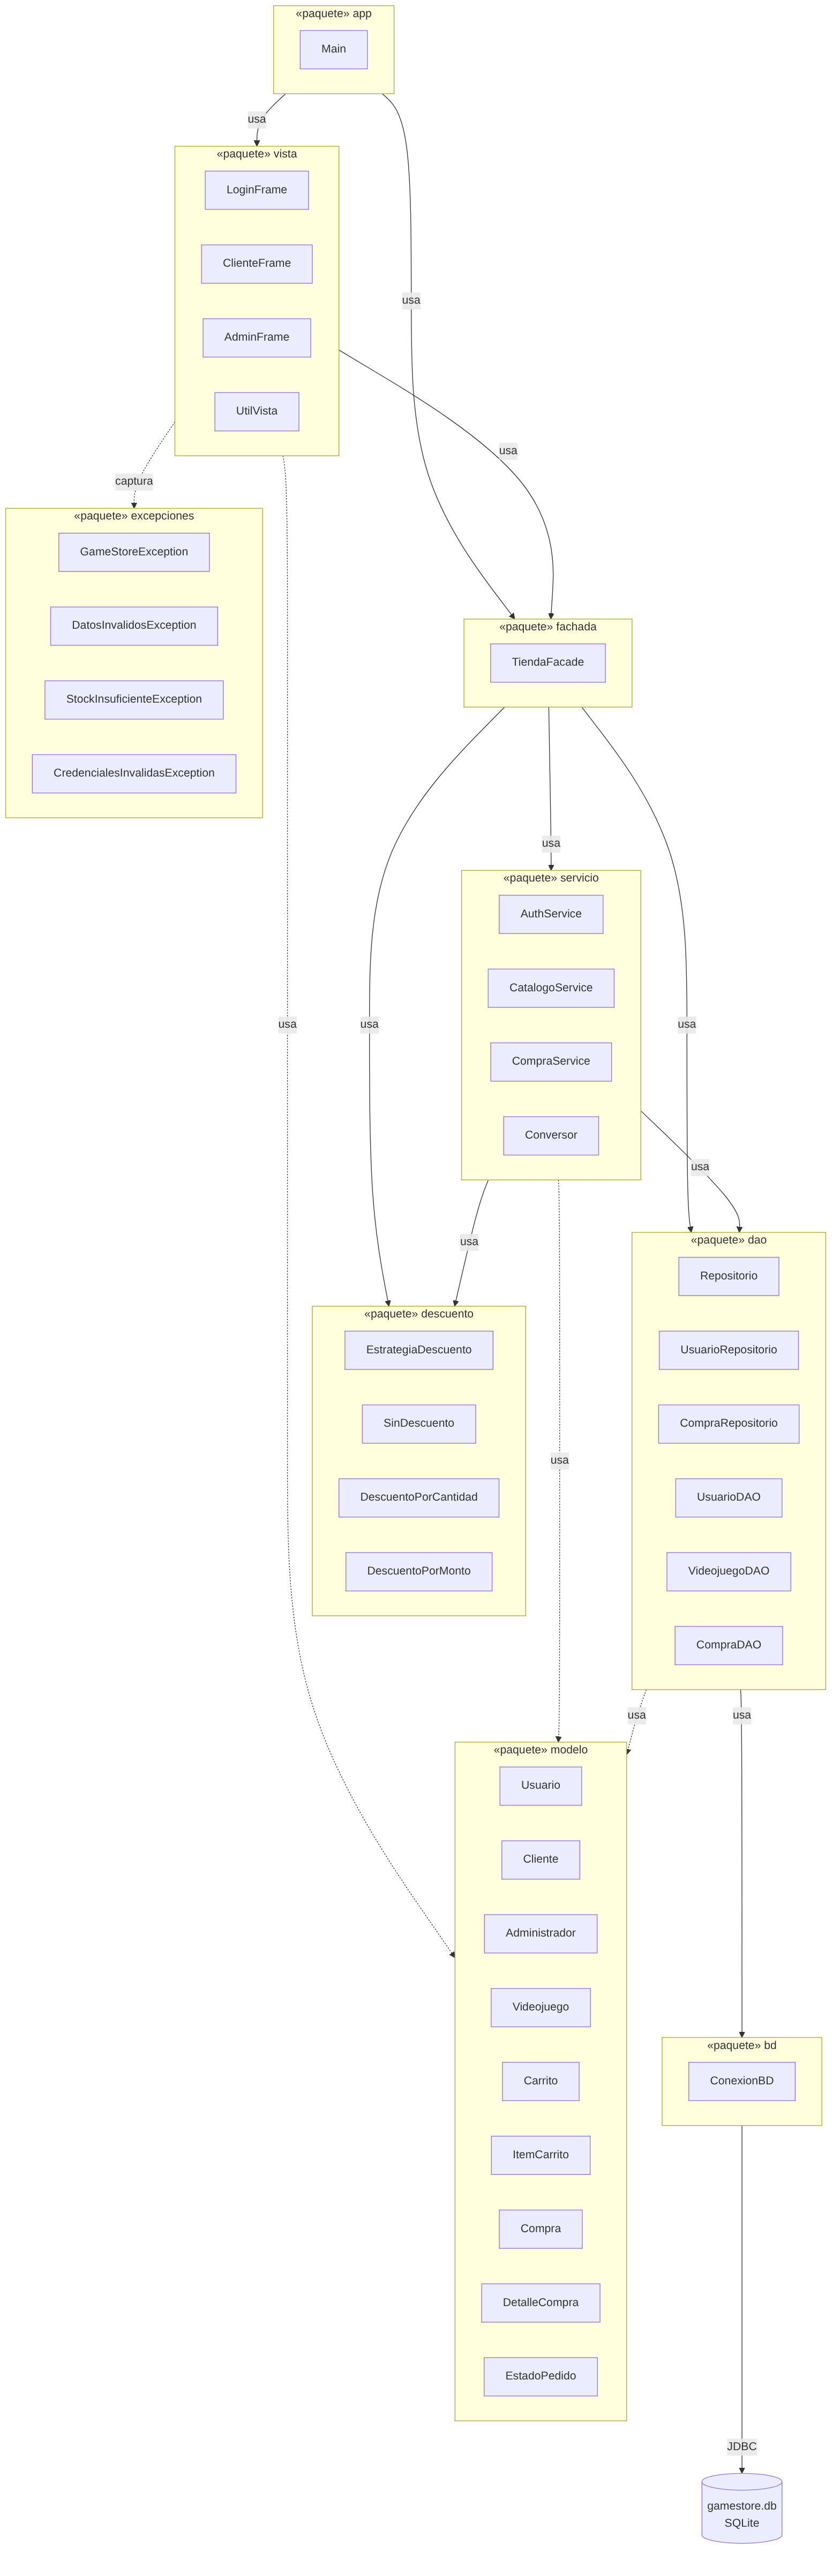 «paquete» app
Main
usa
«paquete» vista
LoginFrame
ClienteFrame
usa
AdminFrame
UtilVista
usa
captura
«paquete» excepciones
GameStoreException
DatosInvalidosException
StockInsuficienteException
CredencialesInvalidasException
«paquete» fachada
TiendaFacade
usa
«paquete» servicio
AuthService
CatalogoService
usa
usa
usa
CompraService
Conversor
usa
usa
«paquete» dao
Repositorio
UsuarioRepositorio
CompraRepositorio
UsuarioDAO
VideojuegoDAO
CompraDAO
«paquete» descuento
EstrategiaDescuento
SinDescuento
DescuentoPorCantidad
DescuentoPorMonto
usa
usa
usa
«paquete» modelo
Usuario
Cliente
Administrador
Videojuego
Carrito
ItemCarrito
Compra
DetalleCompra
EstadoPedido
«paquete» bd
ConexionBD
JDBC
gamestore.db
SQLite